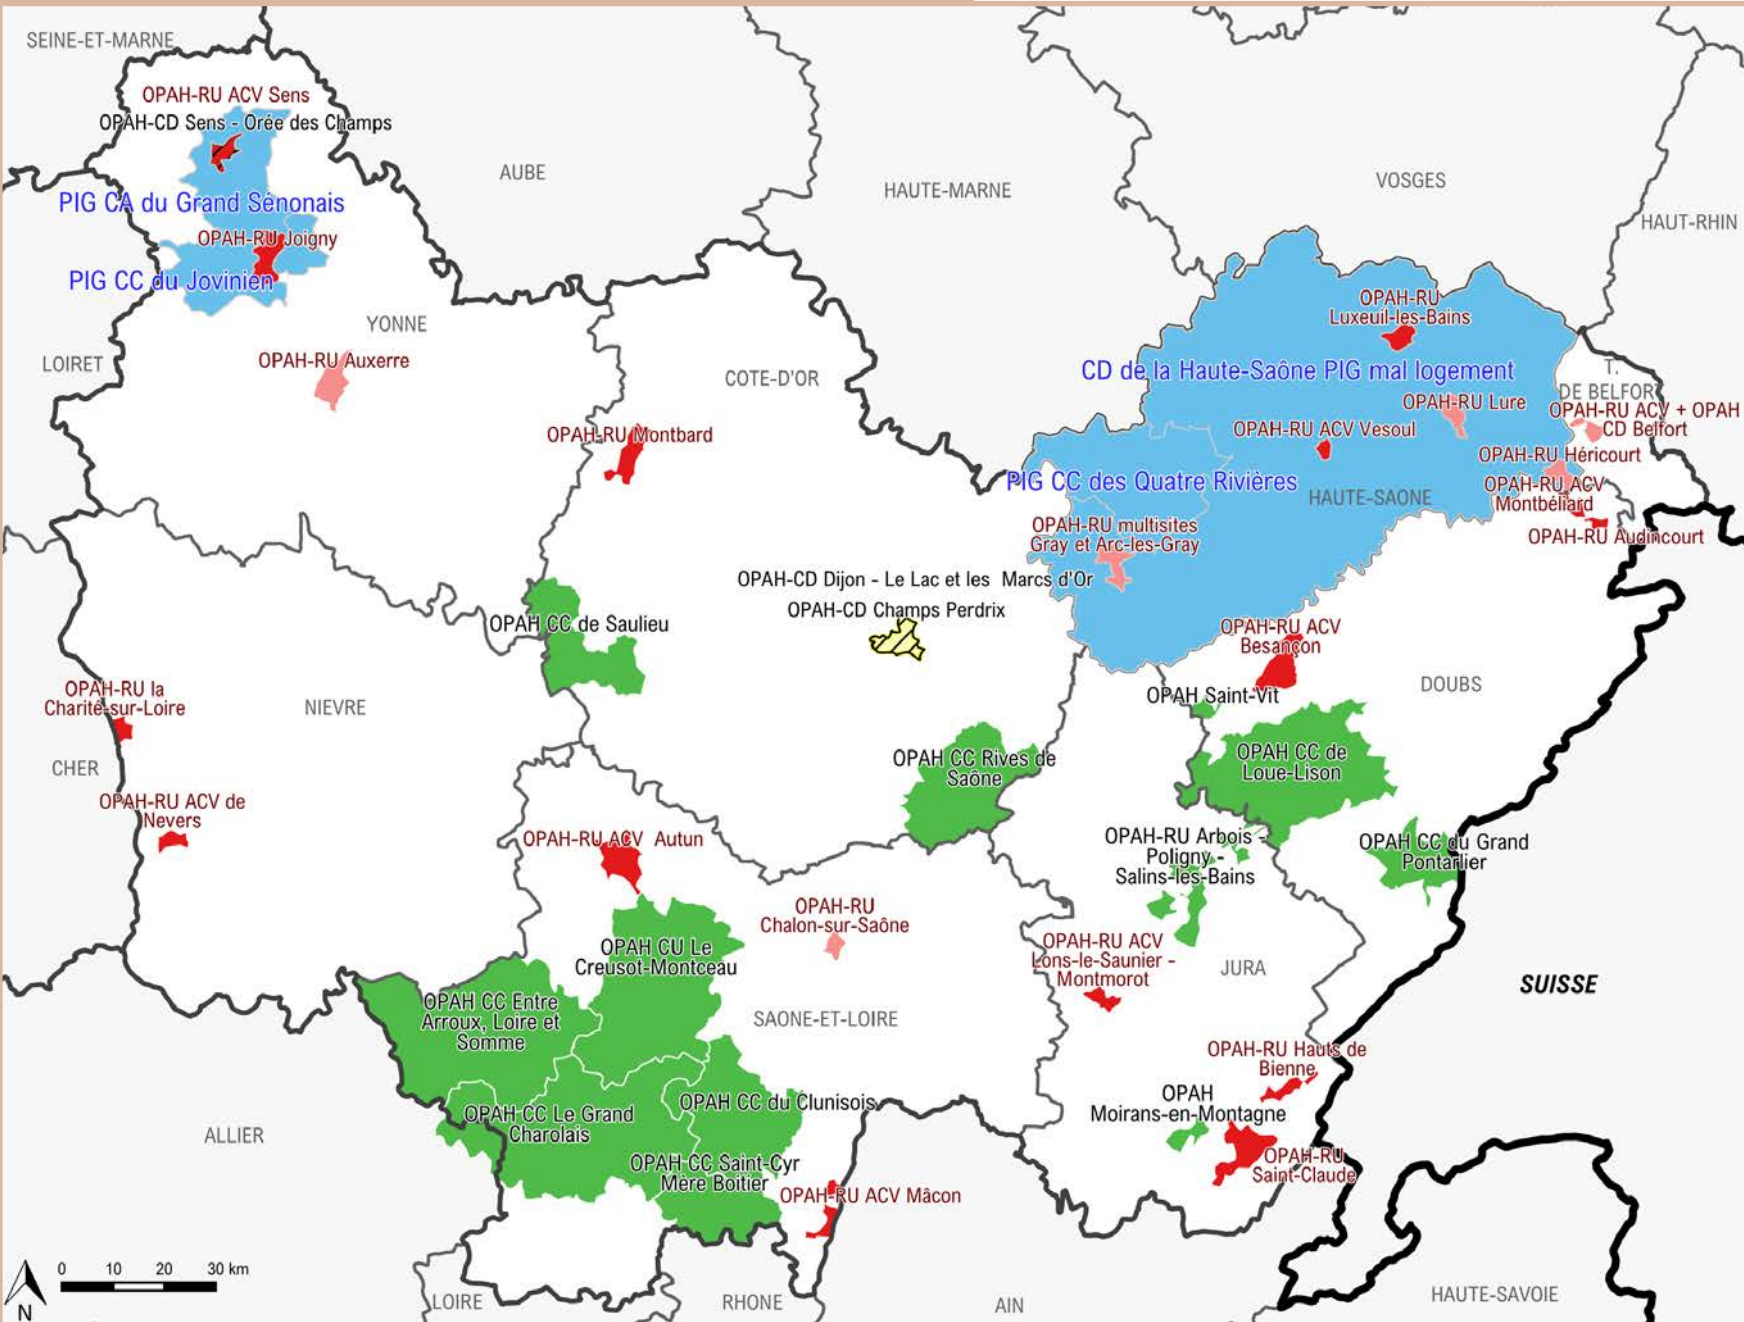 SEINE-ET-MARNE
OPAH-RU ACV Sens
OPAH-CD Sens - Orée des Champs
AUBE
HAUTE-MARNE
VOSGES
HAUT-RHIN
PIG CA du Grand Sénonais
OPAH-RU Joigny
PIG CC du Jovinien
YONNE
LOIRET
OPAH-RU Auxerre
COTE-D'OR
OPAH-RU Montbard
OPAH-RU
Luxeuil-les-Bains
CD de la Haute-Saône PIG mal logement
T.
DE BELFORT
OPAH-RU Lure
OPAH-RU ACV + OPAH
CD Belfort
OPAH-RU ACV Vesoul
OPAH-RU Héricourt
PIG CC des Quatre Rivières
HAUTE-SAONE
OPAH-RU ACV
Montbéliard
OPAH-RU Audincourt
OPAH-RU multisites
Gray et Arc-les-Gray
OPAH-CD Dijon - Le Lac et les Marcs d'Or
OPAH-CD Champs Perdrix
OPAH CC de Saulieu
OPAH-RU ACV
Besançon
OPAH-RU la
Charité-sur-Loire
NIEVRE
OPAH Saint-Vit
DOUBS
CHER
OPAH CC Rives de
Saône
OPAH CC de
Loue-Lison
OPAH-RU ACV de
Nevers
OPAH-RU ACV Autun
OPAH-RU Arbois -
Poligny -
Salins-les-Bains
OPAH CC du Grand
Pontarlier
OPAH-RU
Chalon-sur-Saône
OPAH CU Le
Creusot-Montceau
OPAH-RU ACV
Lons-le-Saunier -
Montmorot
JURA
SUISSE
OPAH CC Entre
Arroux, Loire et
Somme
SAONE-ET-LOIRE
OPAH-RU Hauts de
Bienne
OPAH CC du Clunisois
OPAH
Moirans-en-Montagne
OPAH CC Le Grand
Charolais
ALLIER
OPAH CC Saint-Cyr
Mère Boitier
OPAH-RU
Saint-Claude
OPAH-RU ACV Mâcon
0 10 20 30 km
N
LOIRE
RHONE
AIN
HAUTE-SAVOIE